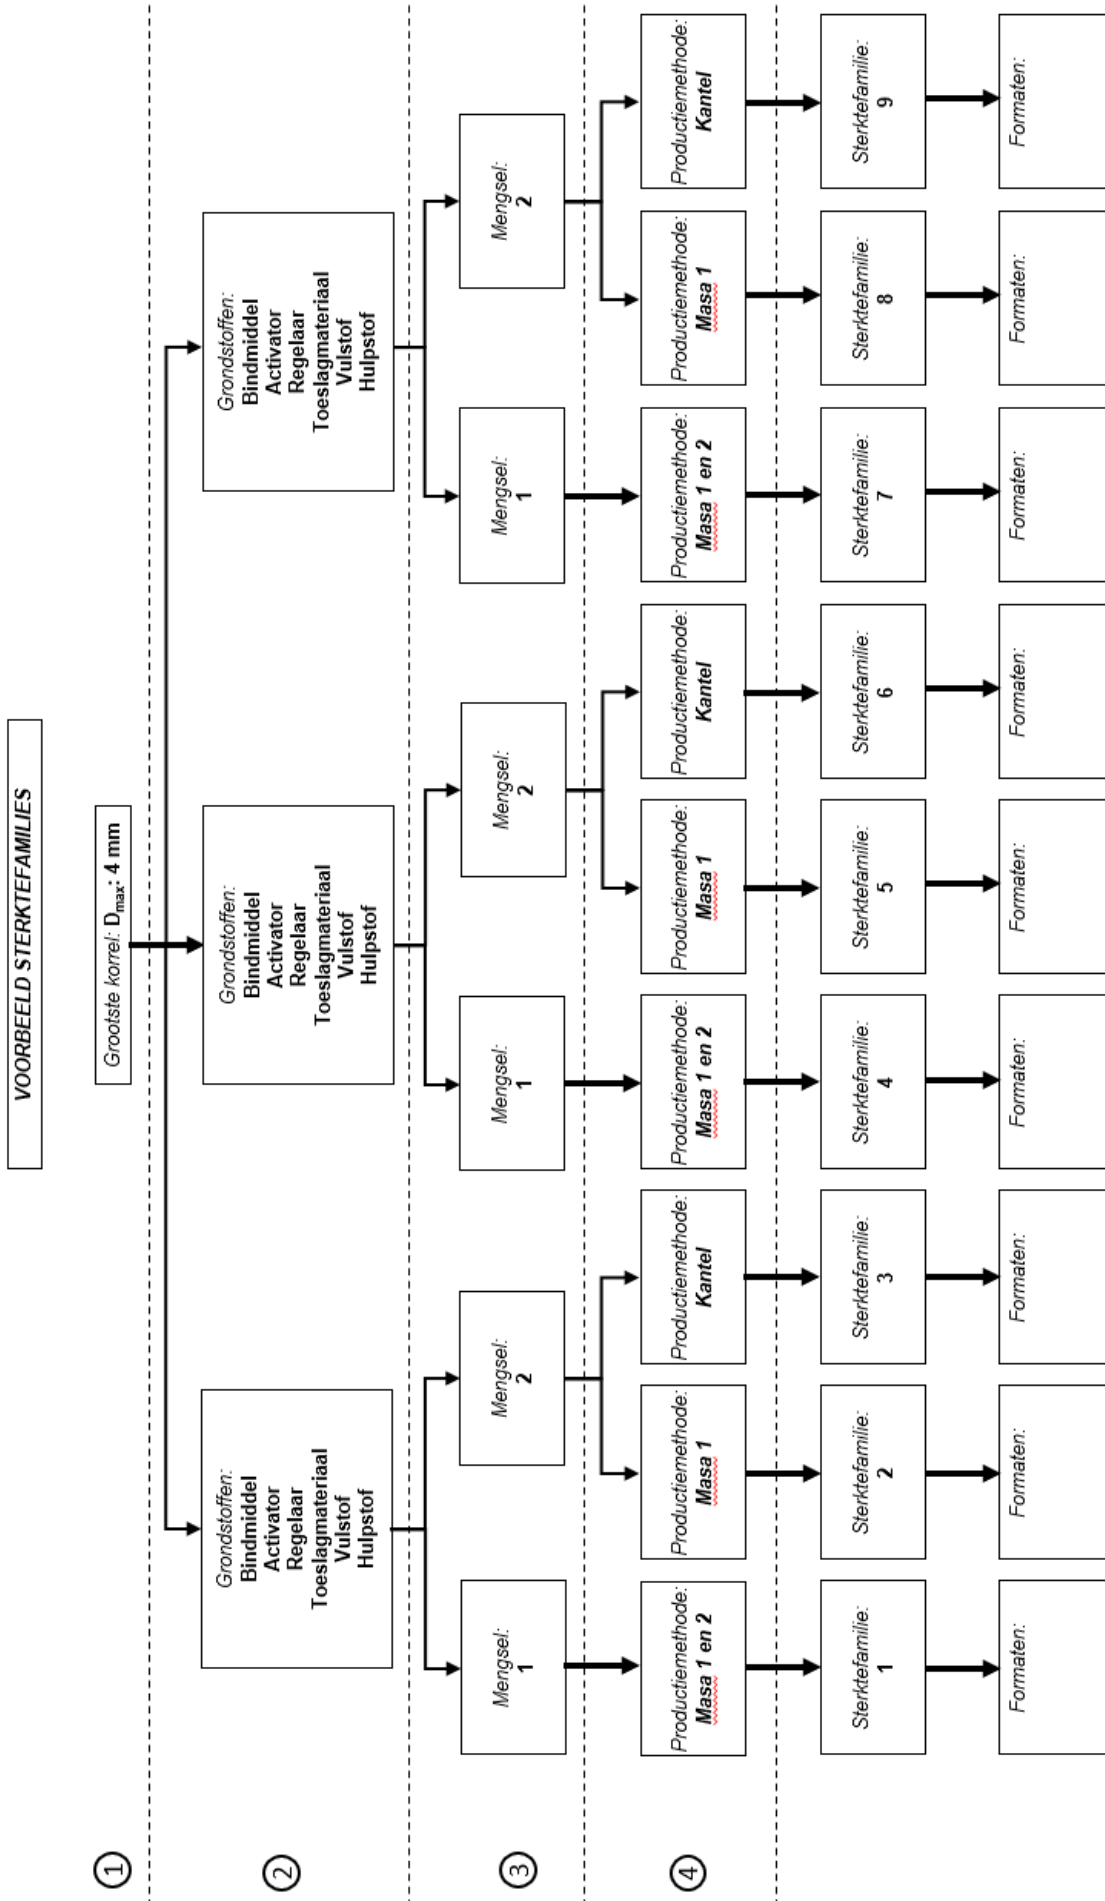 VOORBEELD STERKTEFAMILIES
1
Grootste korrel: Dmax: 4 mm
2
Grondstoffen:
Bindmiddel
Activator
Regelaar
Toeslagmateriaal
Vulstof
Hulpstof
Grondstoffen:
Bindmiddel
Activator
Regelaar
Toeslagmateriaal
Vulstof
Hulpstof
Grondstoffen:
Bindmiddel
Activator
Regelaar
Toeslagmateriaal
Vulstof
Hulpstof
3
Mengsel:
1
Mengsel:
2
Mengsel:
1
Mengsel:
2
Mengsel:
1
Mengsel:
2
4
Productiemethode:
Masa 1 en 2
Productiemethode:
Masa 1
Productiemethode:
Kantel
Productiemethode:
Masa 1 en 2
Productiemethode:
Masa 1
Productiemethode:
Kantel
Productiemethode:
Masa 1 en 2
Productiemethode:
Masa 1
Productiemethode:
Kantel
Sterktefamilie:
1
Sterktefamilie:
2
Sterktefamilie:
3
Sterktefamilie:
4
Sterktefamilie:
5
Sterktefamilie:
6
Sterktefamilie:
7
Sterktefamilie:
8
Sterktefamilie:
9
Formaten:
Formaten:
Formaten:
Formaten:
Formaten:
Formaten:
Formaten:
Formaten:
Formaten: